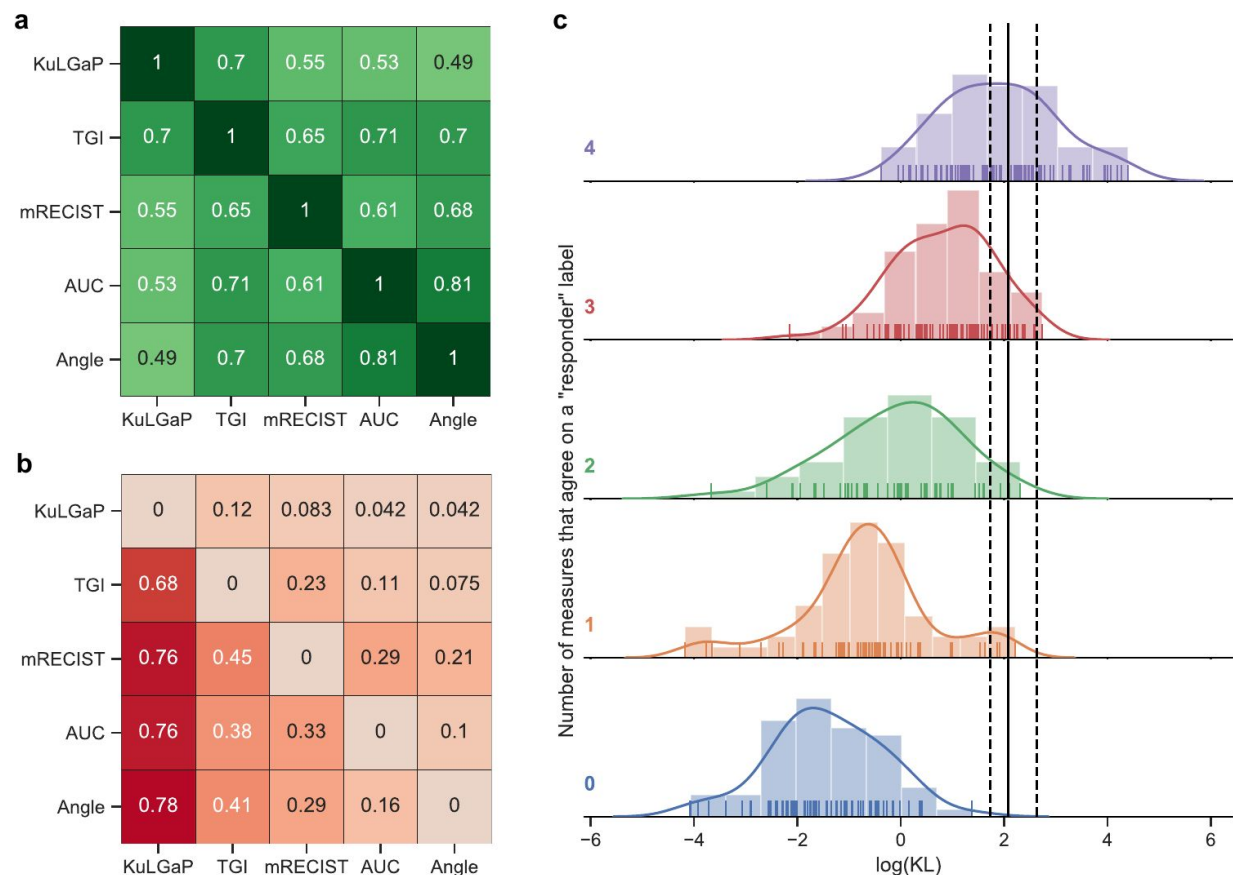 a
KuLGaP 1 0.7 0.55 0.53 0.49
TGI 0.7 1 0.65 0.71 0.7
mRECIST 0.55 0.65 1 0.61 0.68
AUC 0.53 0.71 0.61 1 0.81
Angle 0.49 0.7 0.68 0.81 1
KuLGaP TGI mRECIST AUC Angle
b
KuLGaP 0 0.12 0.083 0.042 0.042
TGI 0.68 0 0.23 0.11 0.075
mRECIST 0.76 0.45 0 0.29 0.21
AUC 0.76 0.38 0.33 0 0.1
Angle 0.78 0.41 0.29 0.16 0
KuLGaP TGI mRECIST AUC Angle
c
Number of measures that agree on a "responder" label
4
3
2
1
0
−6 −4 −2 0 2 4 6
log(KL)